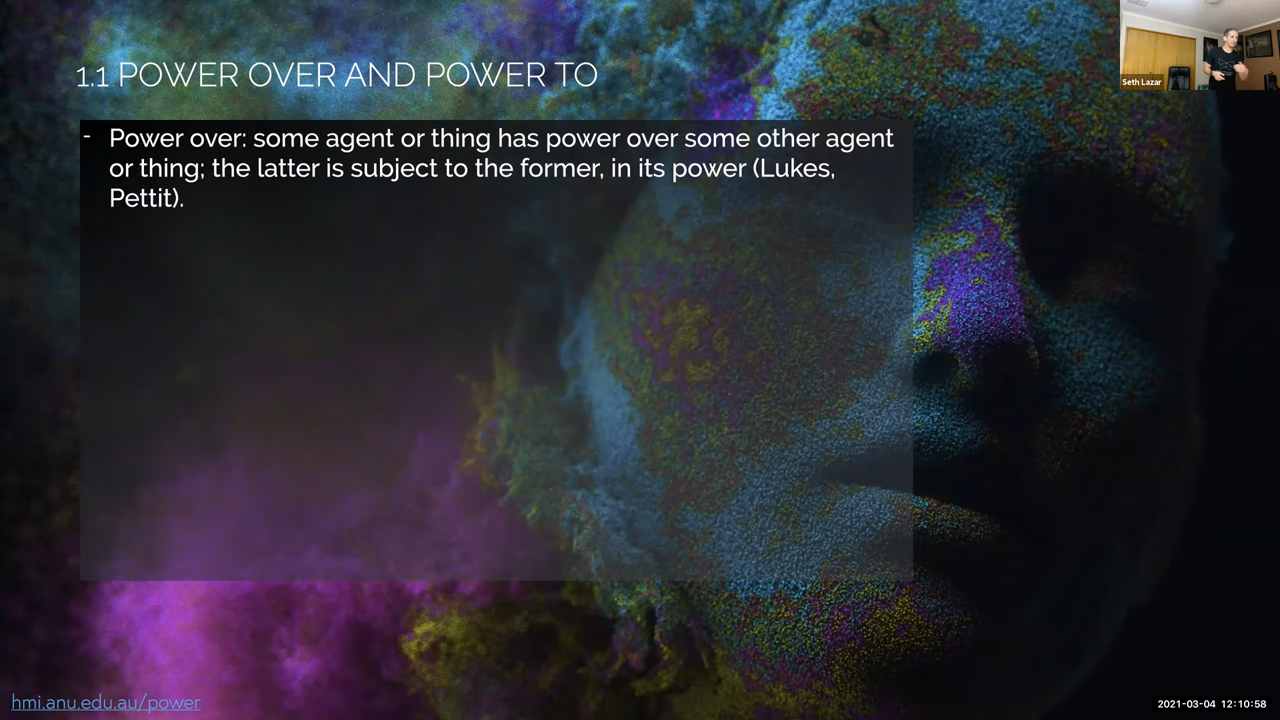 1.1 POWER OVER AND POWER TO
Seth Lazar
- Power over: some agent or thing has power over some other agent
or thing; the latter is subject to the former, in its power (Lukes,
Pettit).
hmi.anu.edu.au/power
2021-03-04 12:10:58